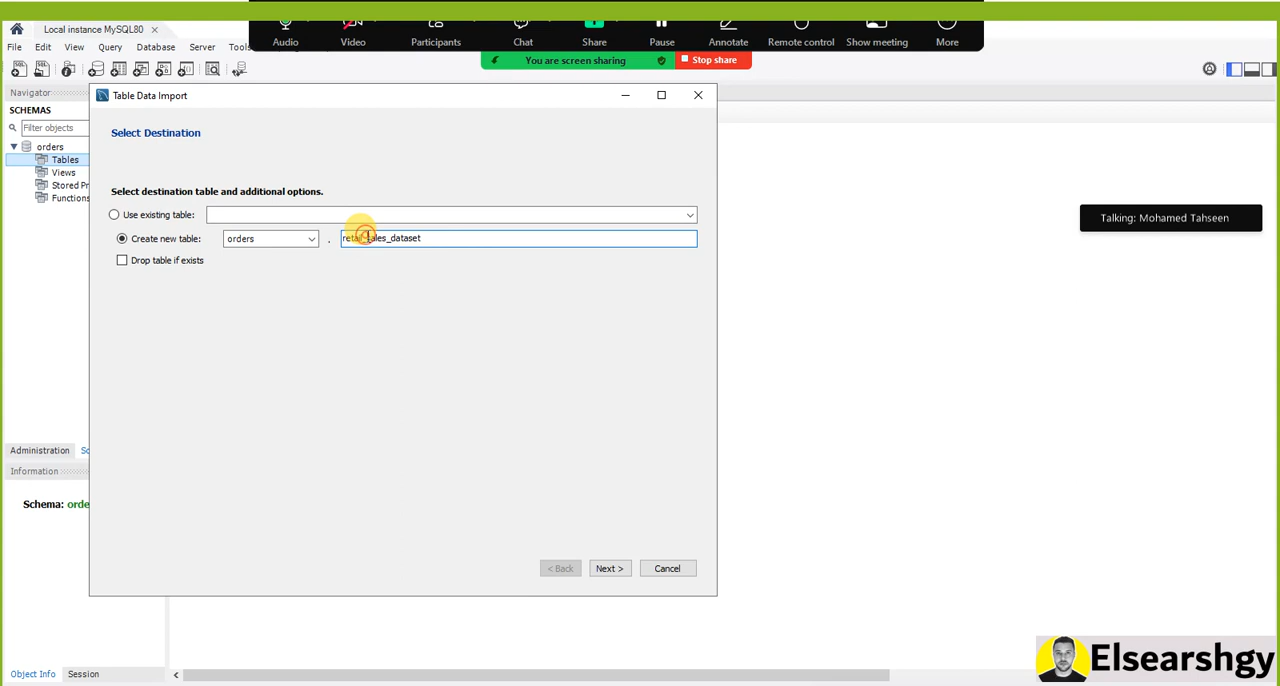 Local instance MySQL80
File Edit View Query Database Server Tools
Audio Video Participants Chat Share Pause Annotate Remote control Show meeting More
You are screen sharing Stop share
Navigator
SCHEMAS
Filter objects
orders
Tables
Views
Stored Pr
Functions
Table Data Import
Select Destination
Select destination table and additional options.
Use existing table:
Create new table: orders . retail_sales_dataset
Drop table if exists
Talking: Mohamed Tahseen
Administration Sc
Information
Schema: orde
< Back Next > Cancel
Object Info Session
Elsearshgy